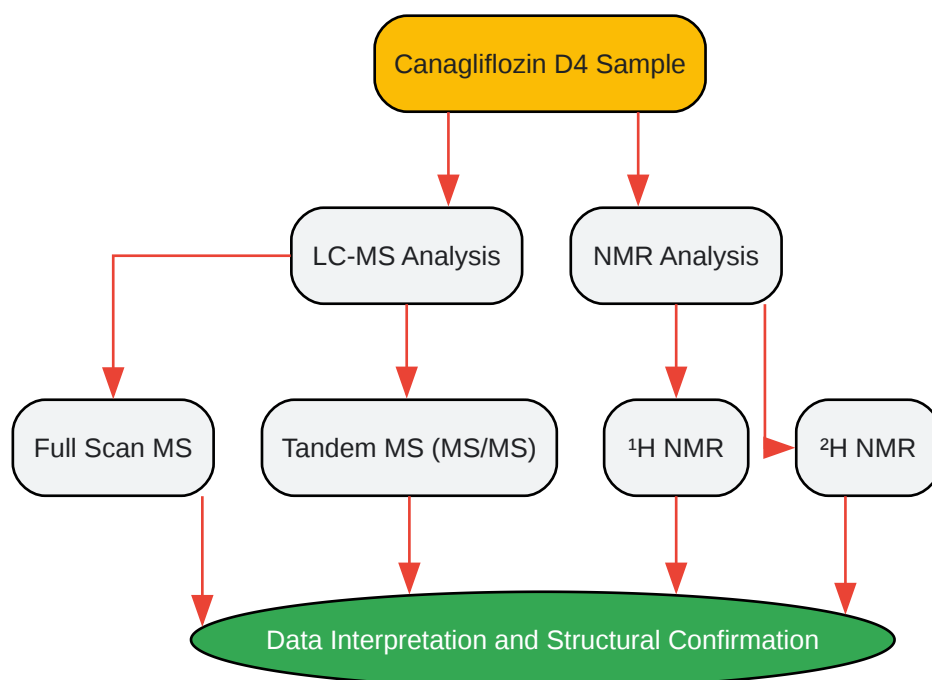 Canagliflozin D4 Sample
LC-MS Analysis
NMR Analysis
Full Scan MS
Tandem MS (MS/MS)
¹H NMR
²H NMR
Data Interpretation and Structural Confirmation